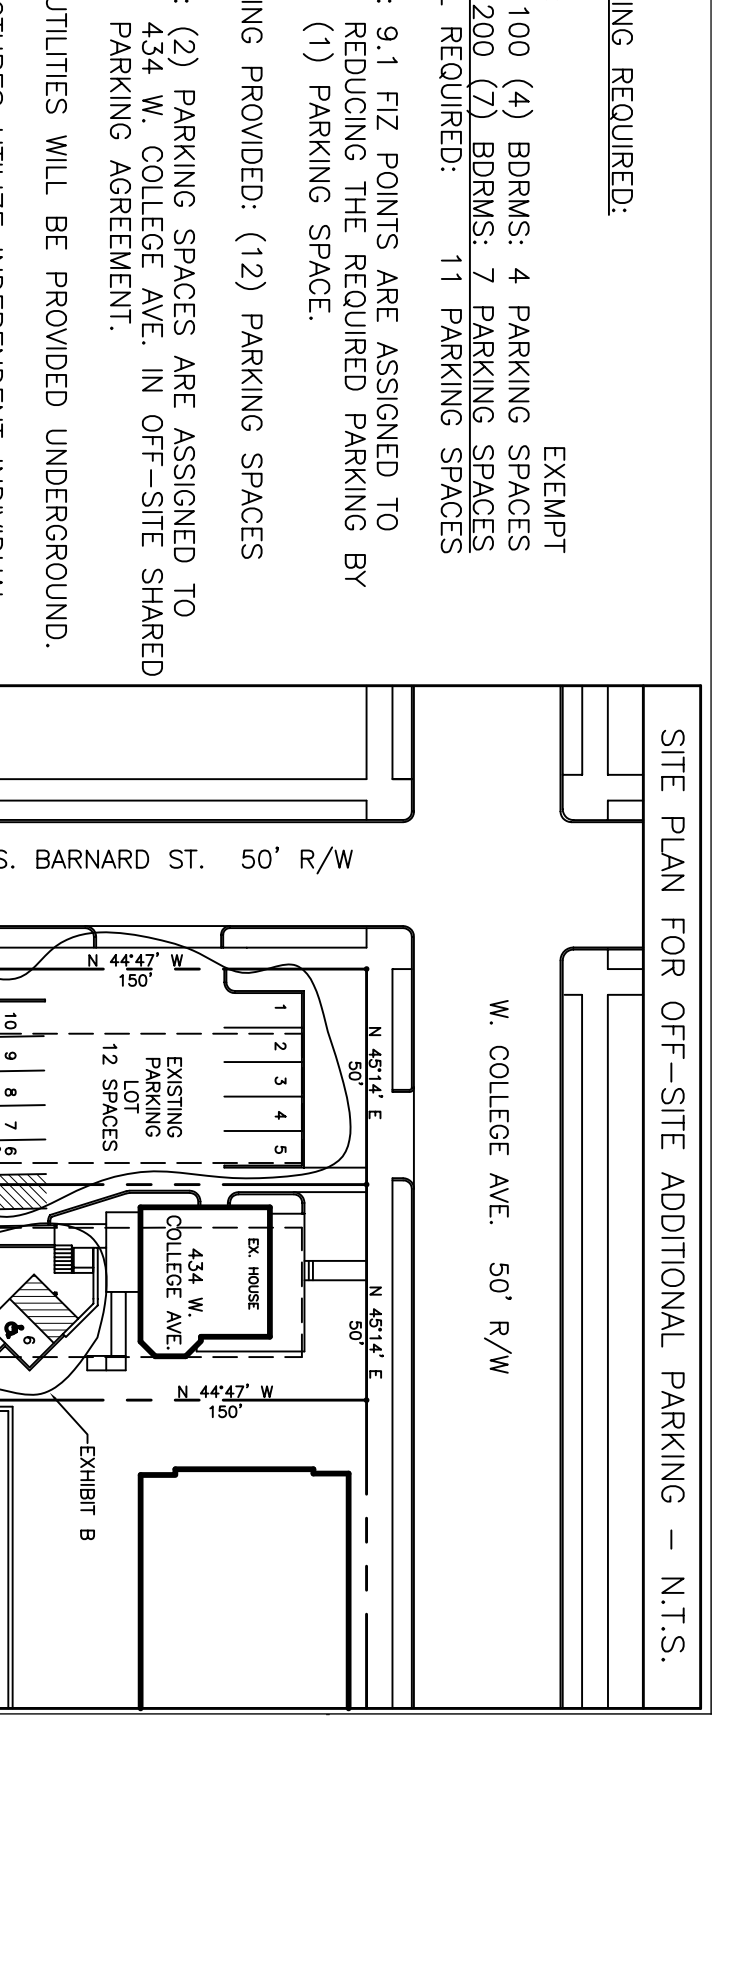 ING REQUIRED:
EXEMPT
100 (4) BDRMS: 4 PARKING SPACES
200 (7) BDRMS: 7 PARKING SPACES
REQUIRED: 11 PARKING SPACES
: 9.1 FIZ POINTS ARE ASSIGNED TO
REDUCING THE REQUIRED PARKING BY
(1) PARKING SPACE.
ING PROVIDED: (12) PARKING SPACES
: (2) PARKING SPACES ARE ASSIGNED TO
434 W. COLLEGE AVE. IN OFF-SITE SHARED
PARKING AGREEMENT.
UTILITIES WILL BE PROVIDED UNDERGROUND.
SITE PLAN FOR OFF-SITE ADDITIONAL PARKING - N.T.S.
W. COLLEGE AVE. 50' R/W
S. BARNARD ST. 50' R/W
N 45°14' E
50'
N 45°14' E
50'
N 44°47' W
150'
1
2
3
4
5
EXISTING
PARKING
LOT
12 SPACES
10
9
8
7
6
EX. HOUSE
434 W.
COLLEGE AVE.
6
N 44°47' W
150'
EXHIBIT B